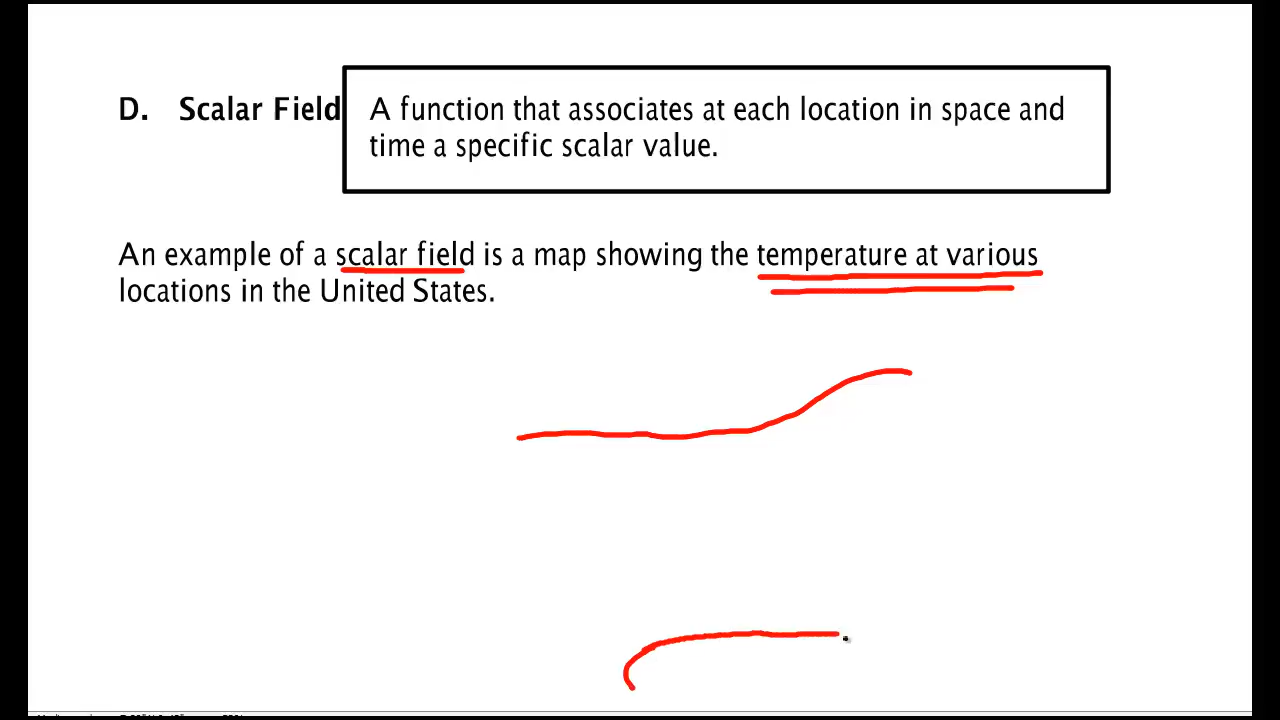 D. Scalar Field
A function that associates at each location in space and
time a specific scalar value.
An example of a scalar field is a map showing the temperature at various
locations in the United States.